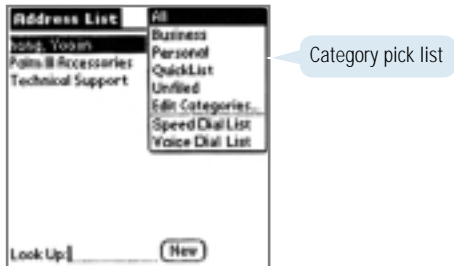 Address List
All
Business
Personal
QuickList
Unfiled
Edit Categories...
Speed Dial List
Voice Dial List
Yoosn
Palm III Accessories
Technical Support
Look Up:
New
Category pick list